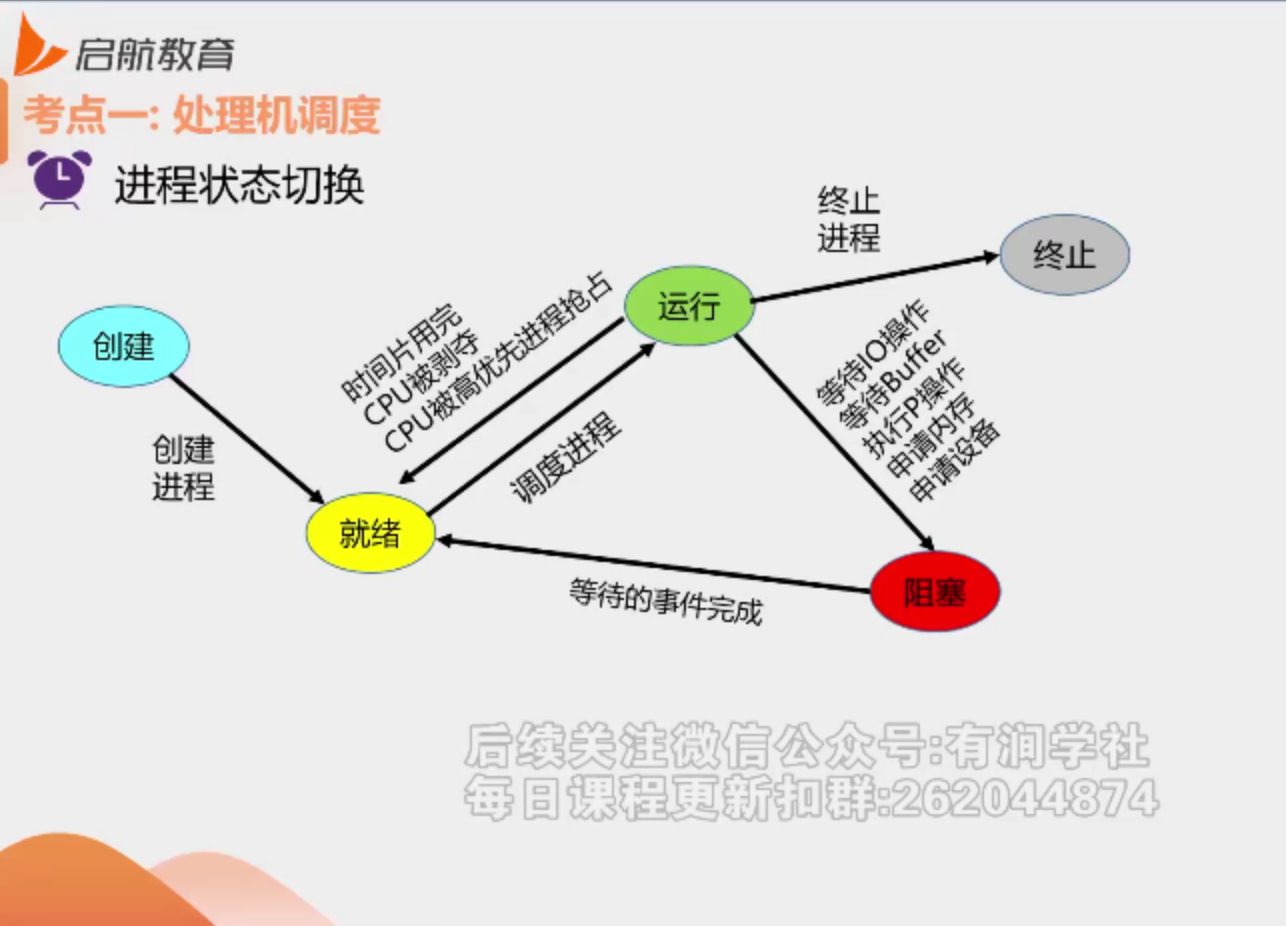 启航教育
考点一: 处理机调度
进程状态切换
终止
进程
终止
运行
创建
时间片用完
CPU被剥夺
CPU被高优先进程抢占
等待IO操作
等待Buffer
执行P操作
申请内存
申请设备
创建
进程
调度进程
就绪
等待的事件完成
阻塞
后续关注微信公众号:有润学社
每日课程更新扣群:262044874